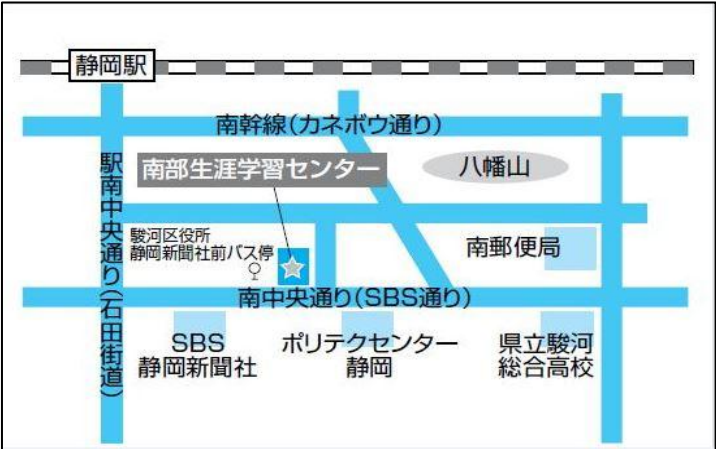 静岡駅
南幹線(カネボウ通り)
南部生涯学習センター
八幡山
駅南中央通り(石田街道)
駿河区役所
静岡新聞社前バス停
南郵便局
南中央通り(SBS通り)
SBS
静岡新聞社
ポリテクセンター
静岡
県立駿河
総合高校